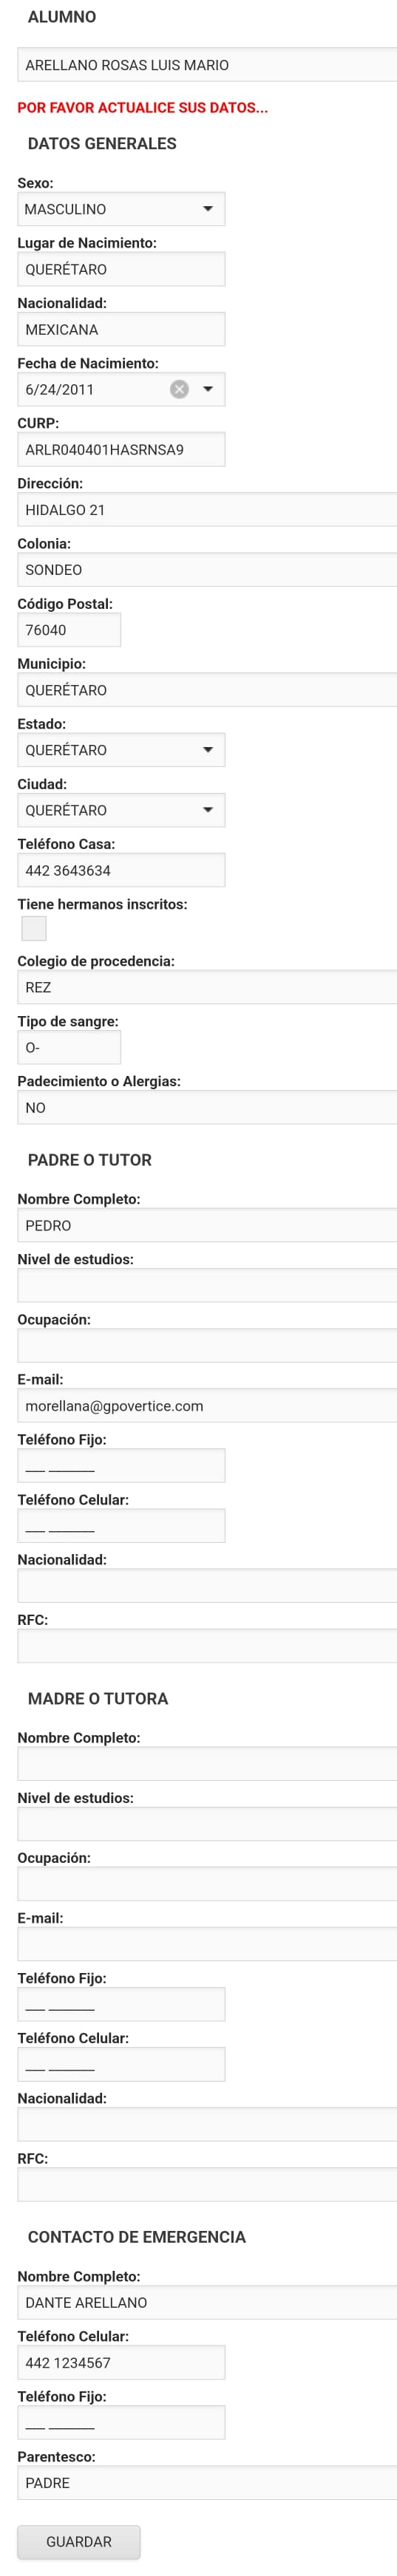 ALUMNO
ARELLANO ROSAS LUIS MARIO
POR FAVOR ACTUALICE SUS DATOS...
DATOS GENERALES
Sexo:
MASCULINO
Lugar de Nacimiento:
QUERÉTARO
Nacionalidad:
MEXICANA
Fecha de Nacimiento:
6/24/2011
CURP:
ARLR040401HASRNSA9
Dirección:
HIDALGO 21
Colonia:
SONDEO
Código Postal:
76040
Municipio:
QUERÉTARO
Estado:
QUERÉTARO
Ciudad:
QUERÉTARO
Teléfono Casa:
442 3643634
Tiene hermanos inscritos:
Colegio de procedencia:
REZ
Tipo de sangre:
O-
Padecimiento o Alergias:
NO
PADRE O TUTOR
Nombre Completo:
PEDRO
Nivel de estudios:
Ocupación:
E-mail:
morellana@gpovertice.com
Teléfono Fijo:
___ _______
Teléfono Celular:
___ _______
Nacionalidad:
RFC:
MADRE O TUTORA
Nombre Completo:
Nivel de estudios:
Ocupación:
E-mail:
Teléfono Fijo:
___ _______
Teléfono Celular:
___ _______
Nacionalidad:
RFC:
CONTACTO DE EMERGENCIA
Nombre Completo:
DANTE ARELLANO
Teléfono Celular:
442 1234567
Teléfono Fijo:
___ _______
Parentesco:
PADRE
GUARDAR